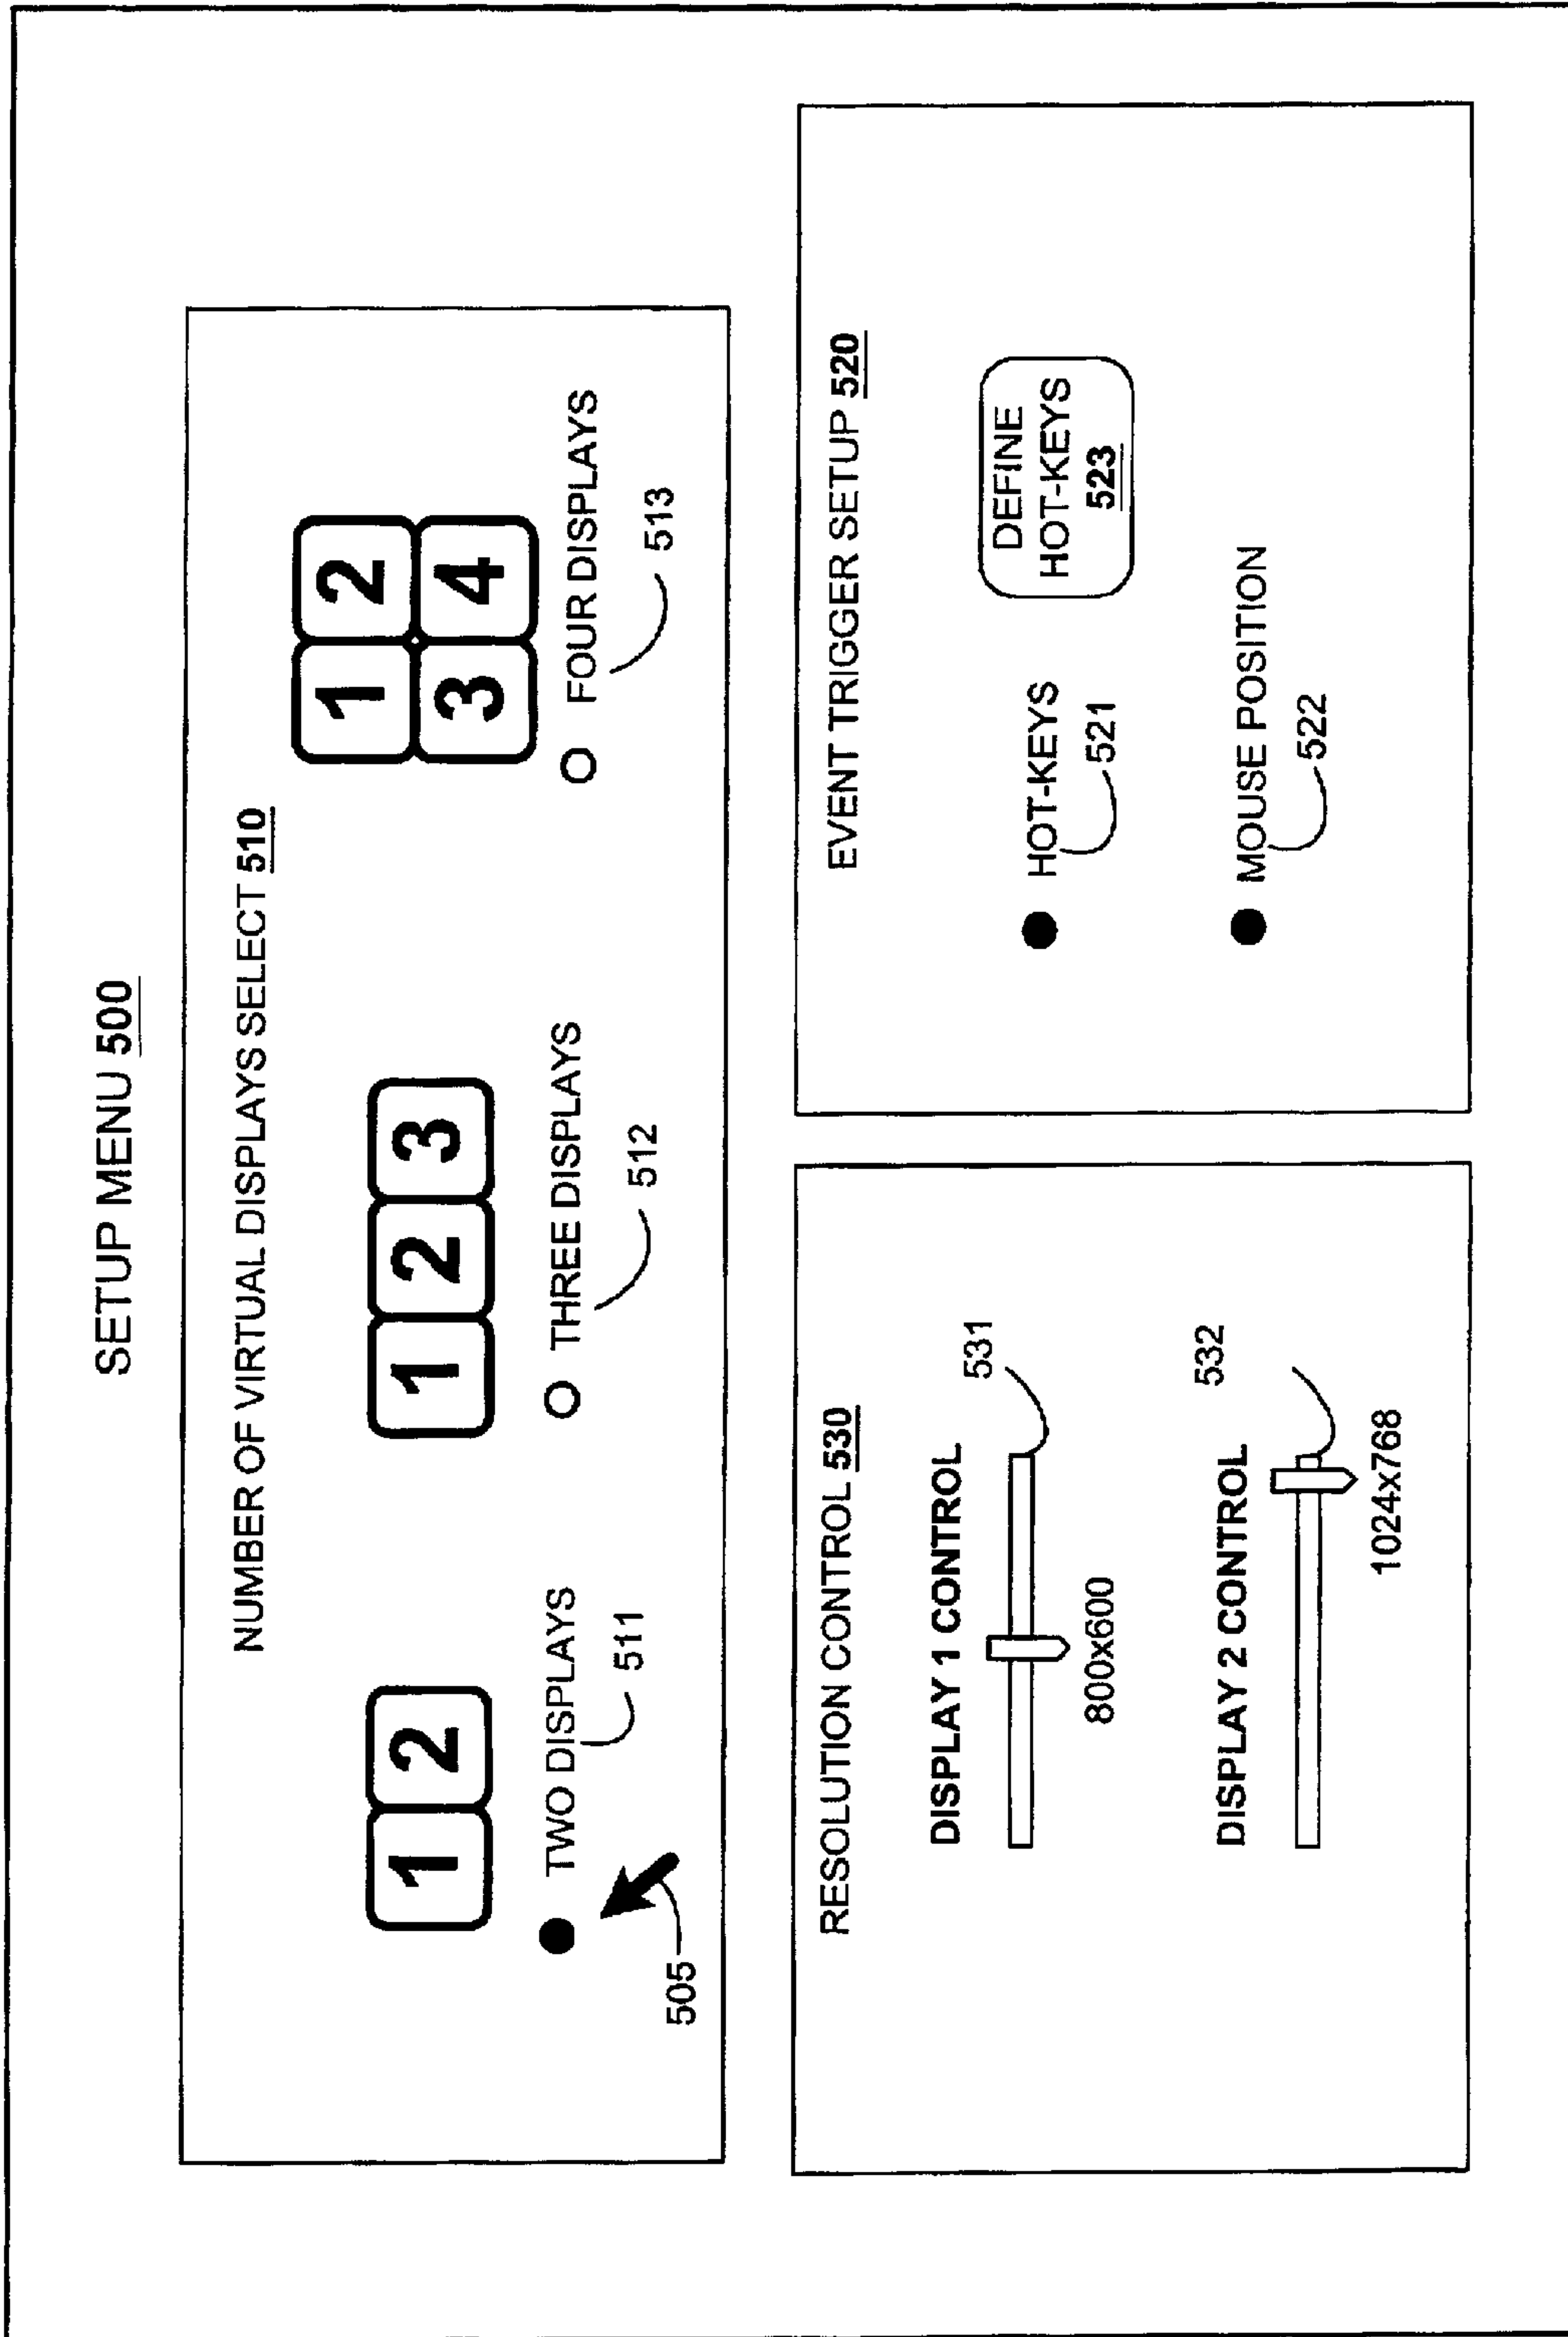 SETUP MENU 500
NUMBER OF VIRTUAL DISPLAYS SELECT 510
1 2
TWO DISPLAYS
511
505
1 2 3
THREE DISPLAYS
512
1 2
3 4
FOUR DISPLAYS
513
RESOLUTION CONTROL 530
DISPLAY 1 CONTROL
531
800x600
DISPLAY 2 CONTROL
532
1024x768
EVENT TRIGGER SETUP 520
HOT-KEYS
521
DEFINE
HOT-KEYS
523
MOUSE POSITION
522